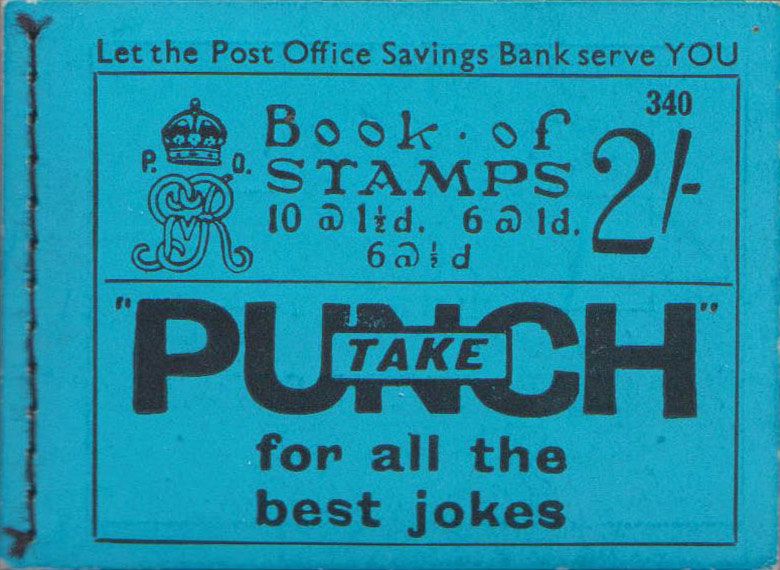 Let the Post Office Savings Bank serve YOU
340
Book · of
STAMPS
2/-
P. O.
GR
10 @ 1½d. 6 @ 1d.
6 @ ½d
"PUNCH"
TAKE
for all the
best jokes